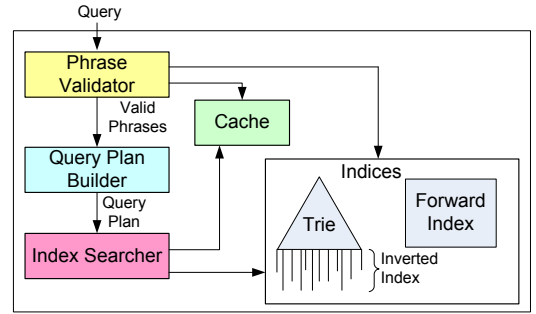 Query
Phrase
Validator
Valid
Phrases
Cache
Query Plan
Builder
Query
Plan
Index Searcher
Indices
Trie
Forward
Index
Inverted
Index